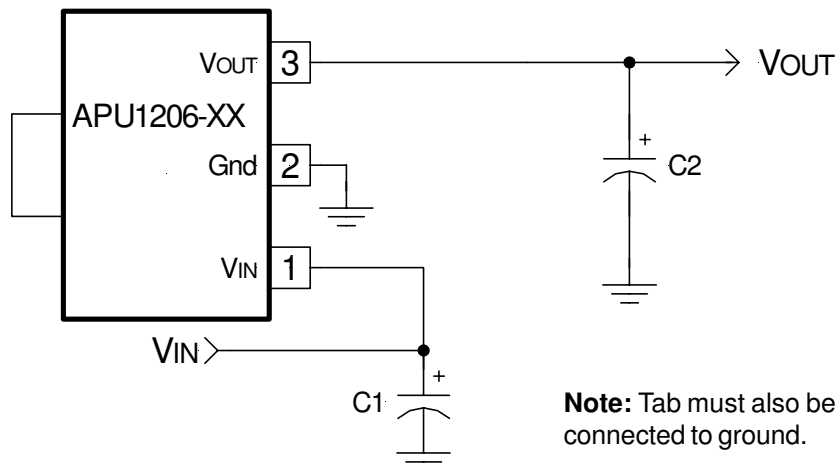 VOUT 3
VOUT
APU1206-XX
Gnd 2
+
C2
VIN 1
VIN
+
C1
Note: Tab must also be
connected to ground.